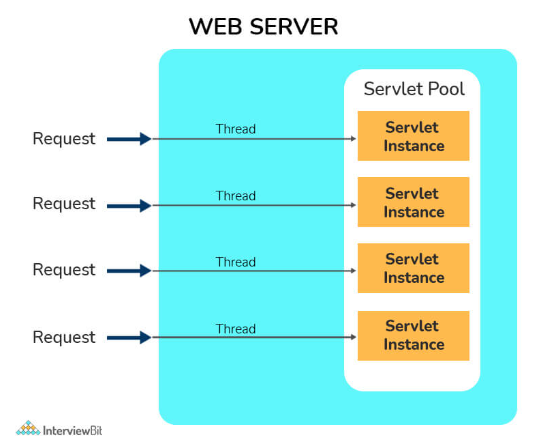 WEB SERVER
Servlet Pool
Request
Thread
Servlet
Instance
Request
Thread
Servlet
Instance
Request
Thread
Servlet
Instance
Request
Thread
Servlet
Instance
InterviewBit